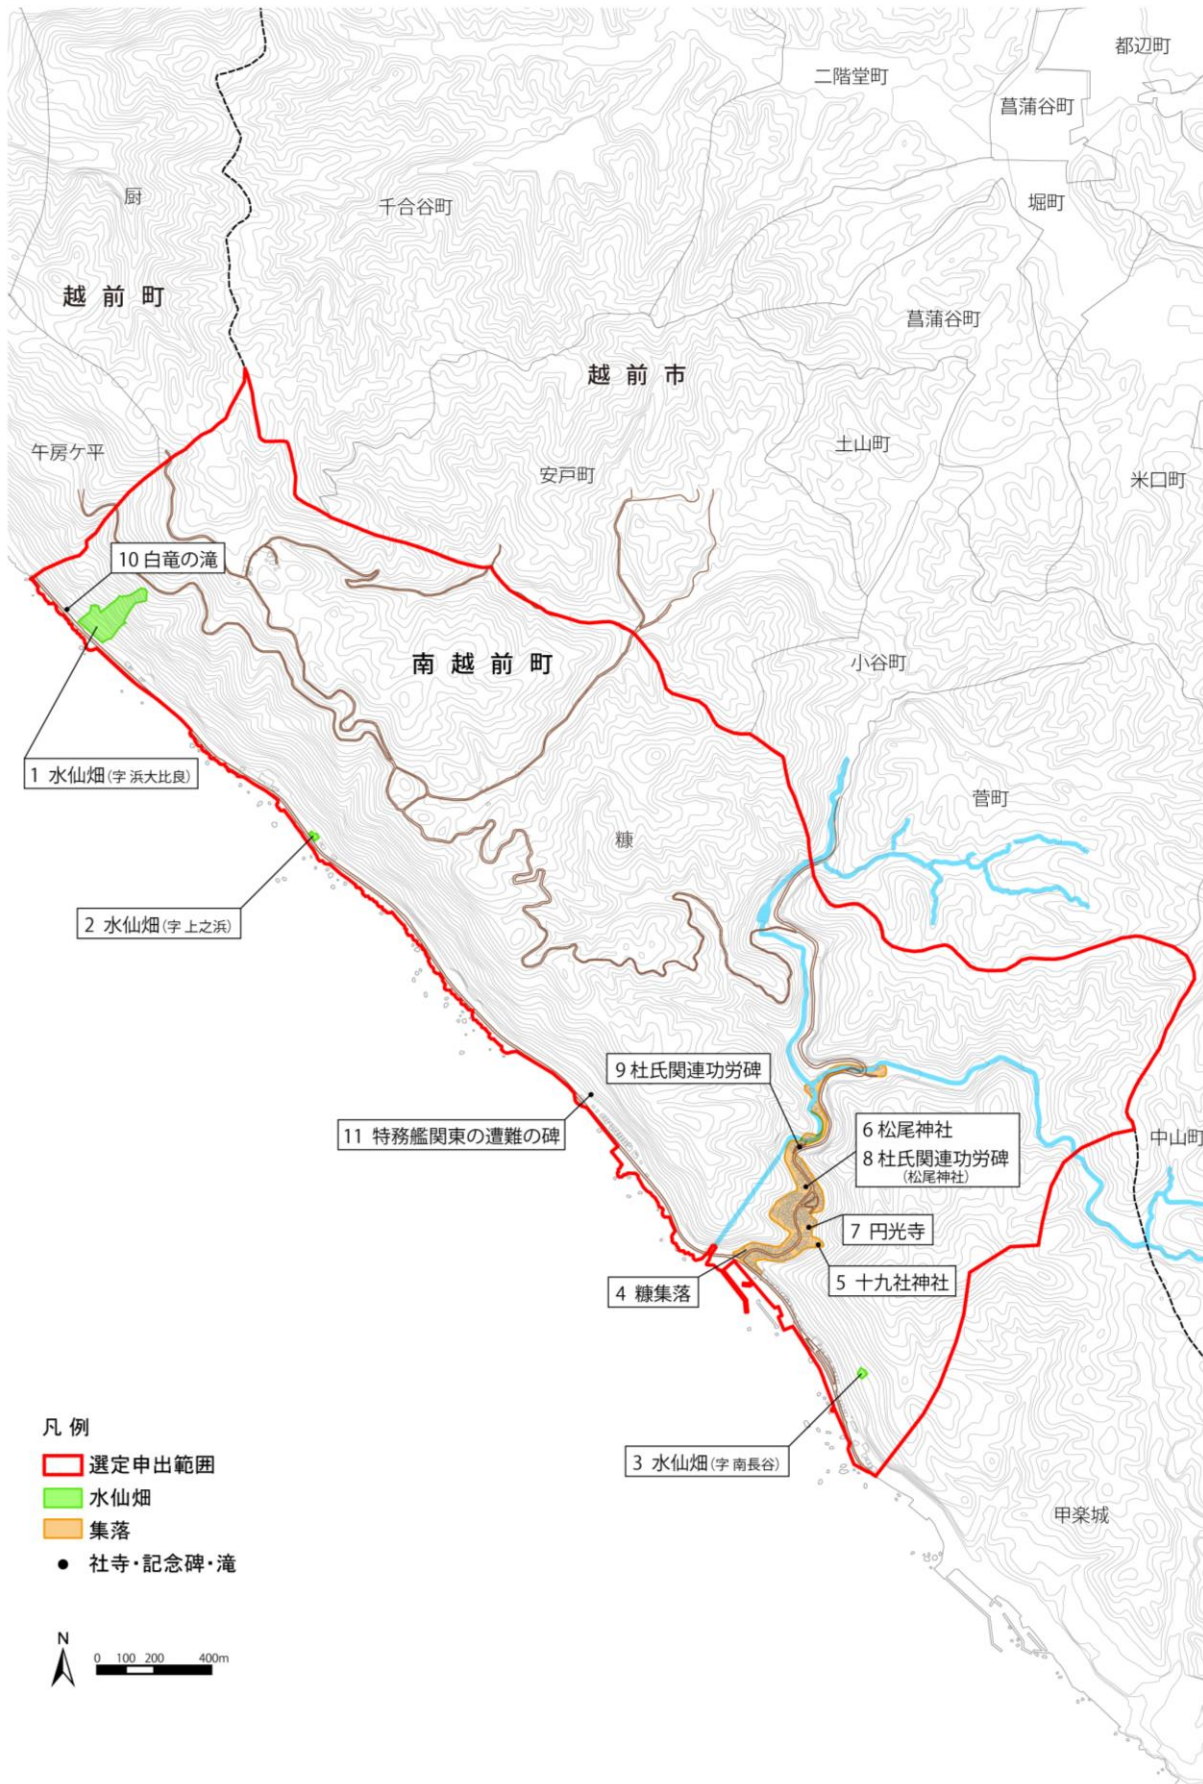 都辺町
二階堂町
菖蒲谷町
厨
千合谷町
堀町
越前町
菖蒲谷町
越前市
午房ケ平
土山町
安戸町
米口町
10 白竜の滝
南越前町
小谷町
1 水仙畑(字 浜大比良)
菅町
糠
2 水仙畑(字 上之浜)
9 杜氏関連功労碑
11 特務艦関東の遭難の碑
6 松尾神社
8 杜氏関連功労碑
(松尾神社)
中山町
7 円光寺
5 十九社神社
4 糠集落
3 水仙畑(字 南長谷)
甲楽城
凡 例
選定申出範囲
水仙畑
集落
社寺・記念碑・滝
N
0 100 200 400m